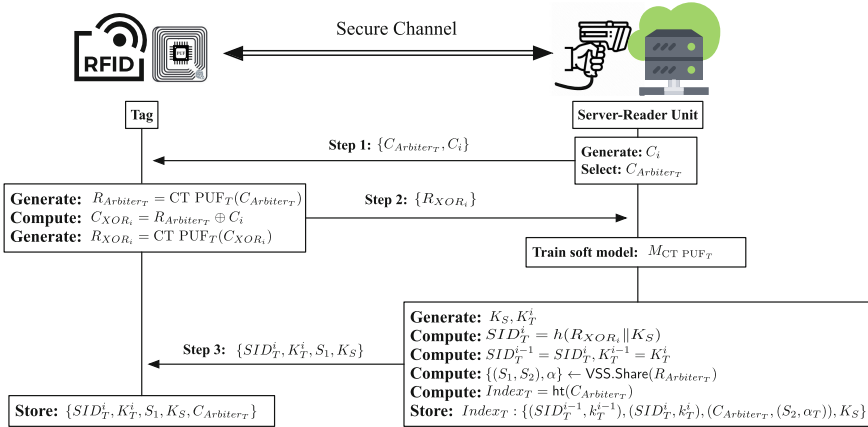 Secure Channel
RFID
PUF
Tag
Server-Reader Unit
Step 1: {C_{Arbiter_T}, C_i}
Generate: C_i
Select: C_{Arbiter_T}
Generate: R_{Arbiter_T} = CT PUF_T(C_{Arbiter_T})
Compute: C_{XOR_i} = R_{Arbiter_T} ⊕ C_i
Generate: R_{XOR_i} = CT PUF_T(C_{XOR_i})
Step 2: {R_{XOR_i}}
Train soft model: M_{CT PUF_T}
Generate: K_S, K_T^i
Compute: SID_T^i = h(R_{XOR_i} ‖ K_S)
Compute: SID_T^{i-1} = SID_T^i, K_T^{i-1} = K_T^i
Compute: {(S_1, S_2), α} ← VSS.Share(R_{Arbiter_T})
Compute: Index_T = ht(C_{Arbiter_T})
Store: Index_T : {(SID_T^{i-1}, k_T^{i-1}), (SID_T^i, k_T^i), (C_{Arbiter_T}, (S_2, α_T)), K_S}
Step 3: {SID_T^i, K_T^i, S_1, K_S}
Store: {SID_T^i, K_T^i, S_1, K_S, C_{Arbiter_T}}